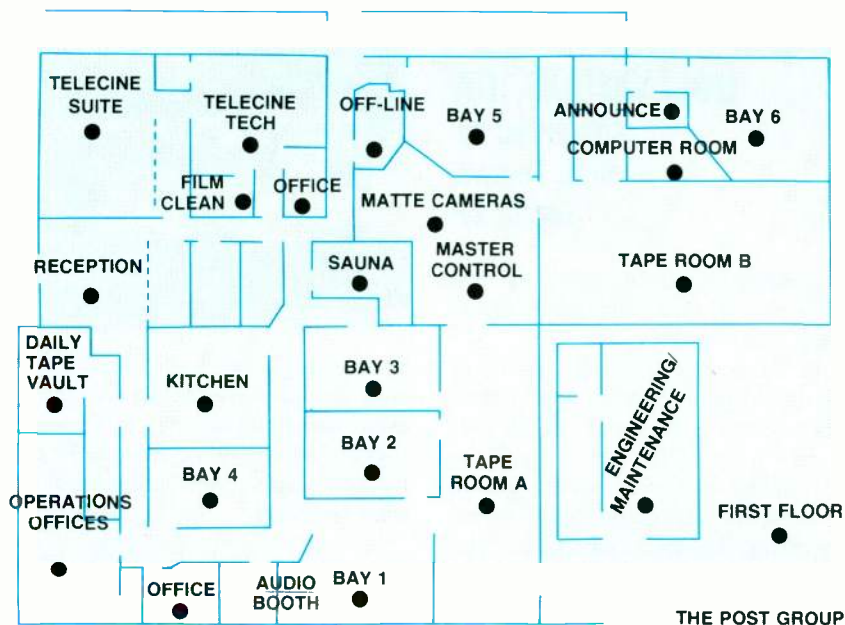 TELECINE
SUITE
TELECINE
TECH
OFF-LINE
BAY 5
ANNOUNCE
BAY 6
COMPUTER ROOM
FILM
CLEAN
OFFICE
MATTE CAMERAS
RECEPTION
SAUNA
MASTER
CONTROL
TAPE ROOM B
DAILY
TAPE
VAULT
KITCHEN
BAY 3
ENGINEERING/
MAINTENANCE
BAY 4
BAY 2
TAPE
ROOM A
OPERATIONS
OFFICES
FIRST FLOOR
OFFICE
AUDIO
BOOTH
BAY 1
THE POST GROUP